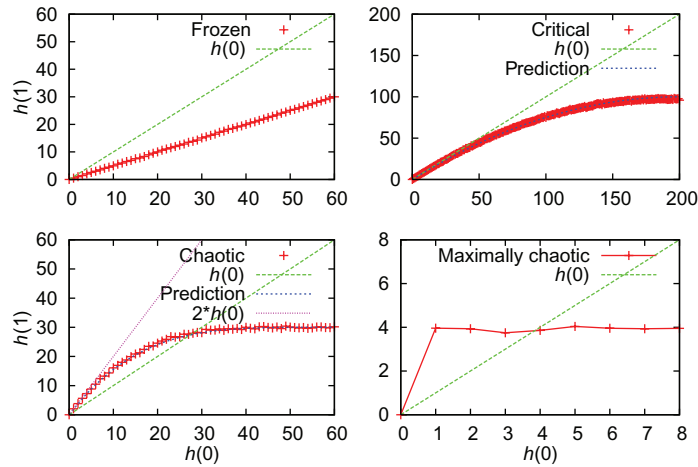 60
50
40
30
20
10
0
h(1)
Frozen
h(0)
0 10 20 30 40 50 60
200
150
100
50
0
Critical
h(0)
Prediction
0 50 100 150 200
60
50
40
30
20
10
0
h(1)
Chaotic
h(0)
Prediction
2*h(0)
0 10 20 30 40 50 60
h(0)
8
6
4
2
0
Maximally chaotic
h(0)
0 1 2 3 4 5 6 7 8
h(0)